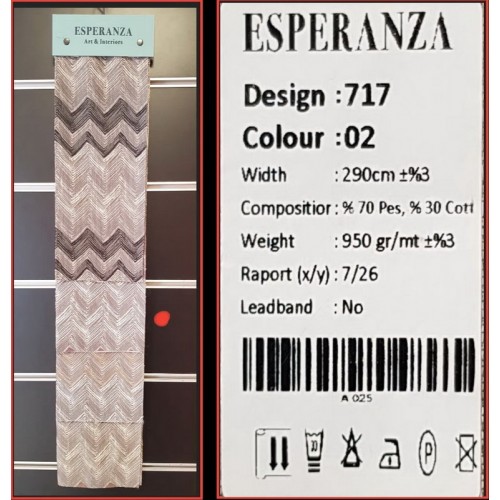 ESPERANZA
Art & Interiors
ESPERANZA
Design :717
Colour :02
Width : 290cm ±%3
Compositior : % 70 Pes, % 30 Cott
Weight : 950 gr/mt ±%3
Raport (x/y) : 7/26
Leadband : No
A 025
P